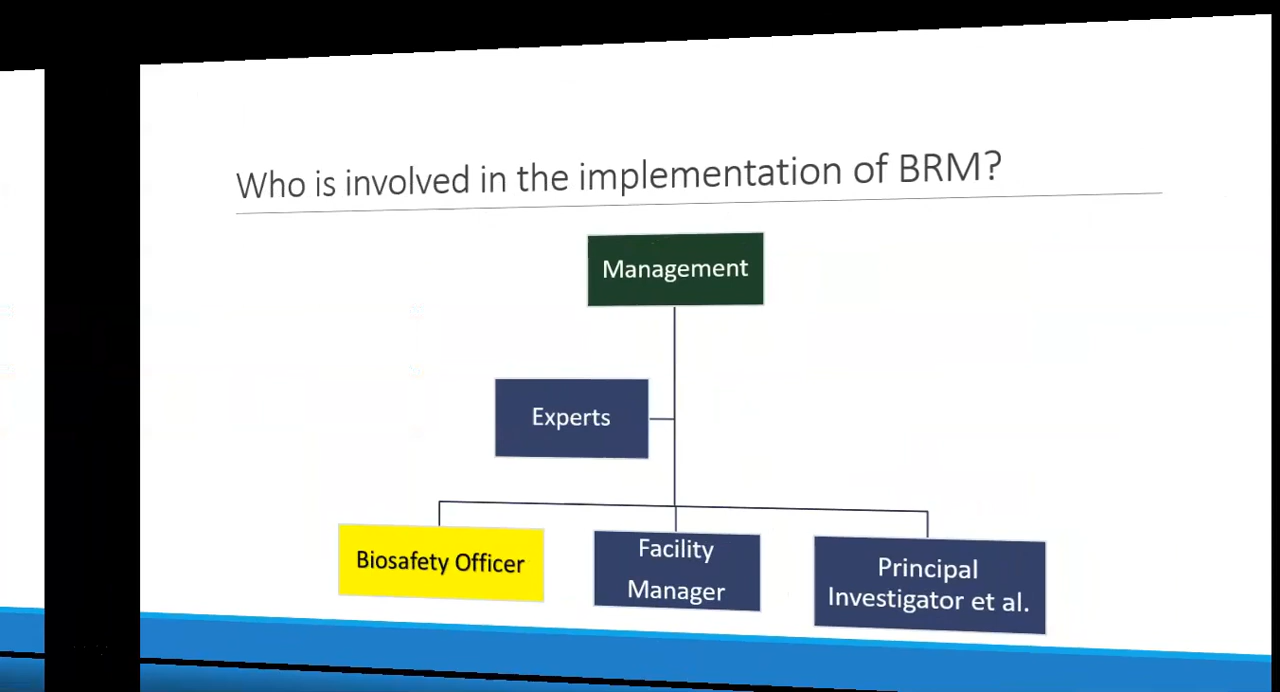 Who is involved in the implementation of BRM?
Management
Experts
Biosafety Officer
Facility
Manager
Principal
Investigator et al.